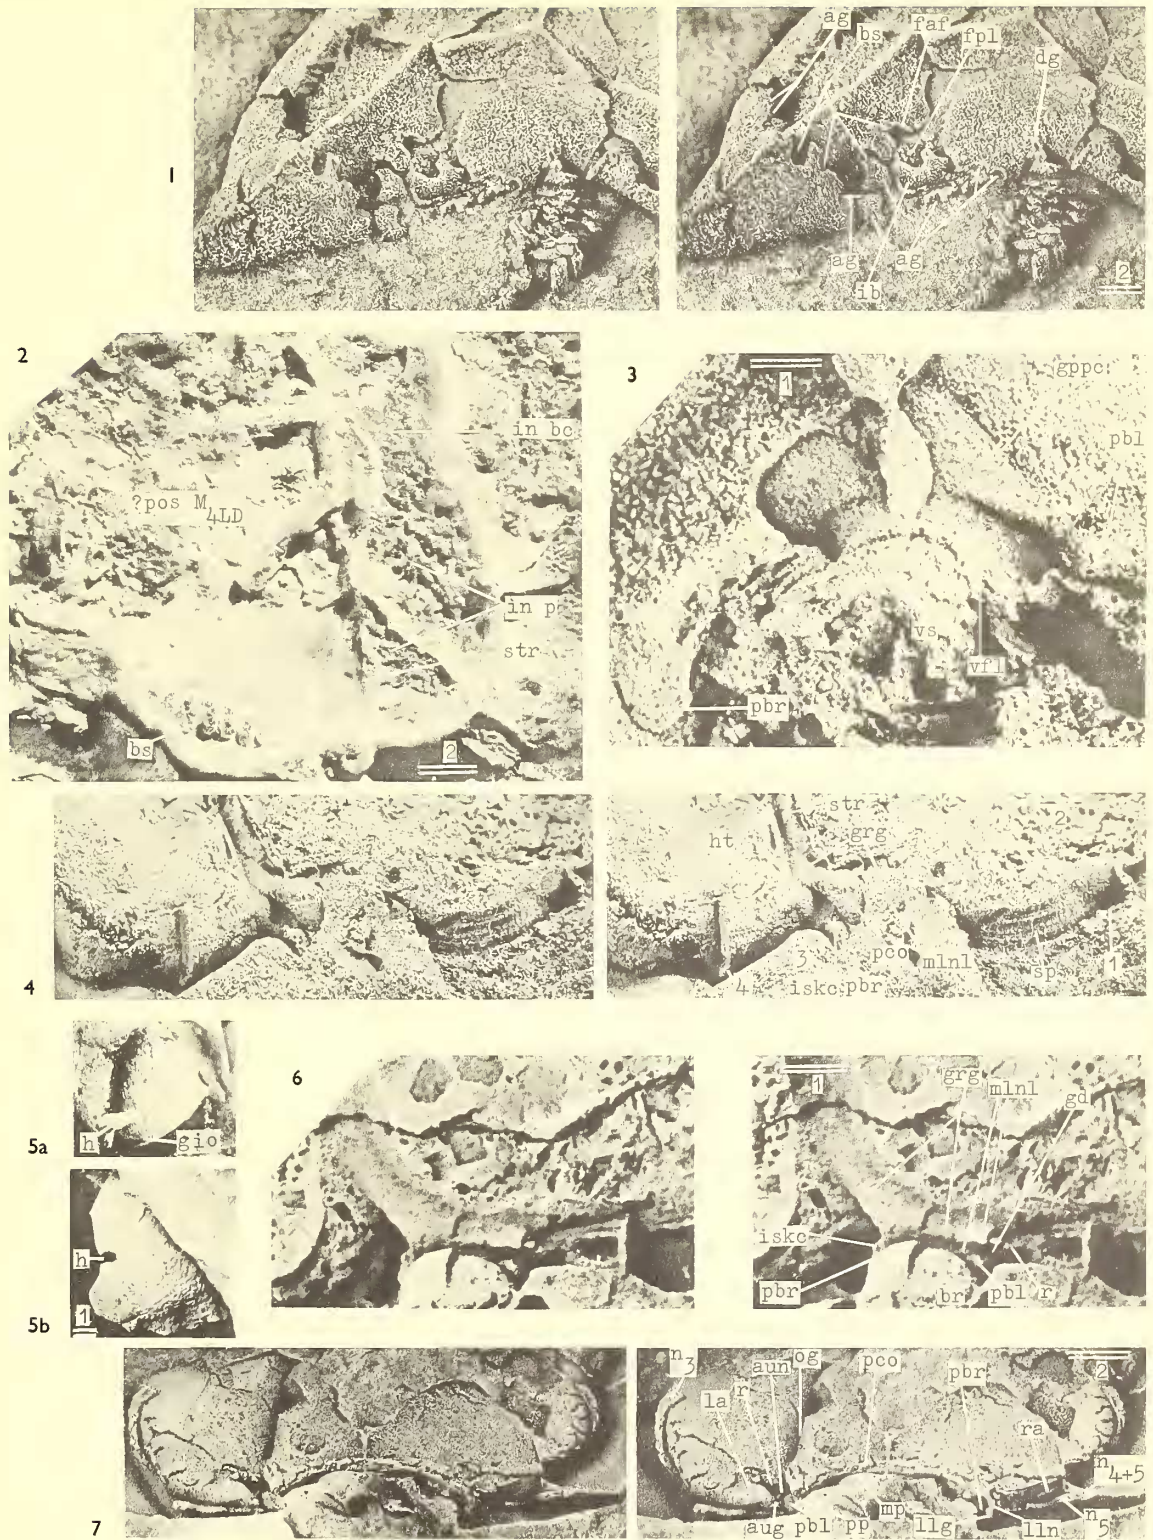 1
ag bs faf fpl dg
ag ag
ib
2
2
in bc
?pos M4LD
in p
str
bs
2
3
1
gppc
pbl
vs
vfl
pbr
4
str
2
ht grg
3 pco mlnl
4 iskc pbr sp 1
5a
h
gio
5b
h
1
6
1
grg mlnl gd
iskc
pbr br pbl r
7
n3 aun og pco pbr 2
la r ra
n4+5
aug pbl pp mp llg lln n5